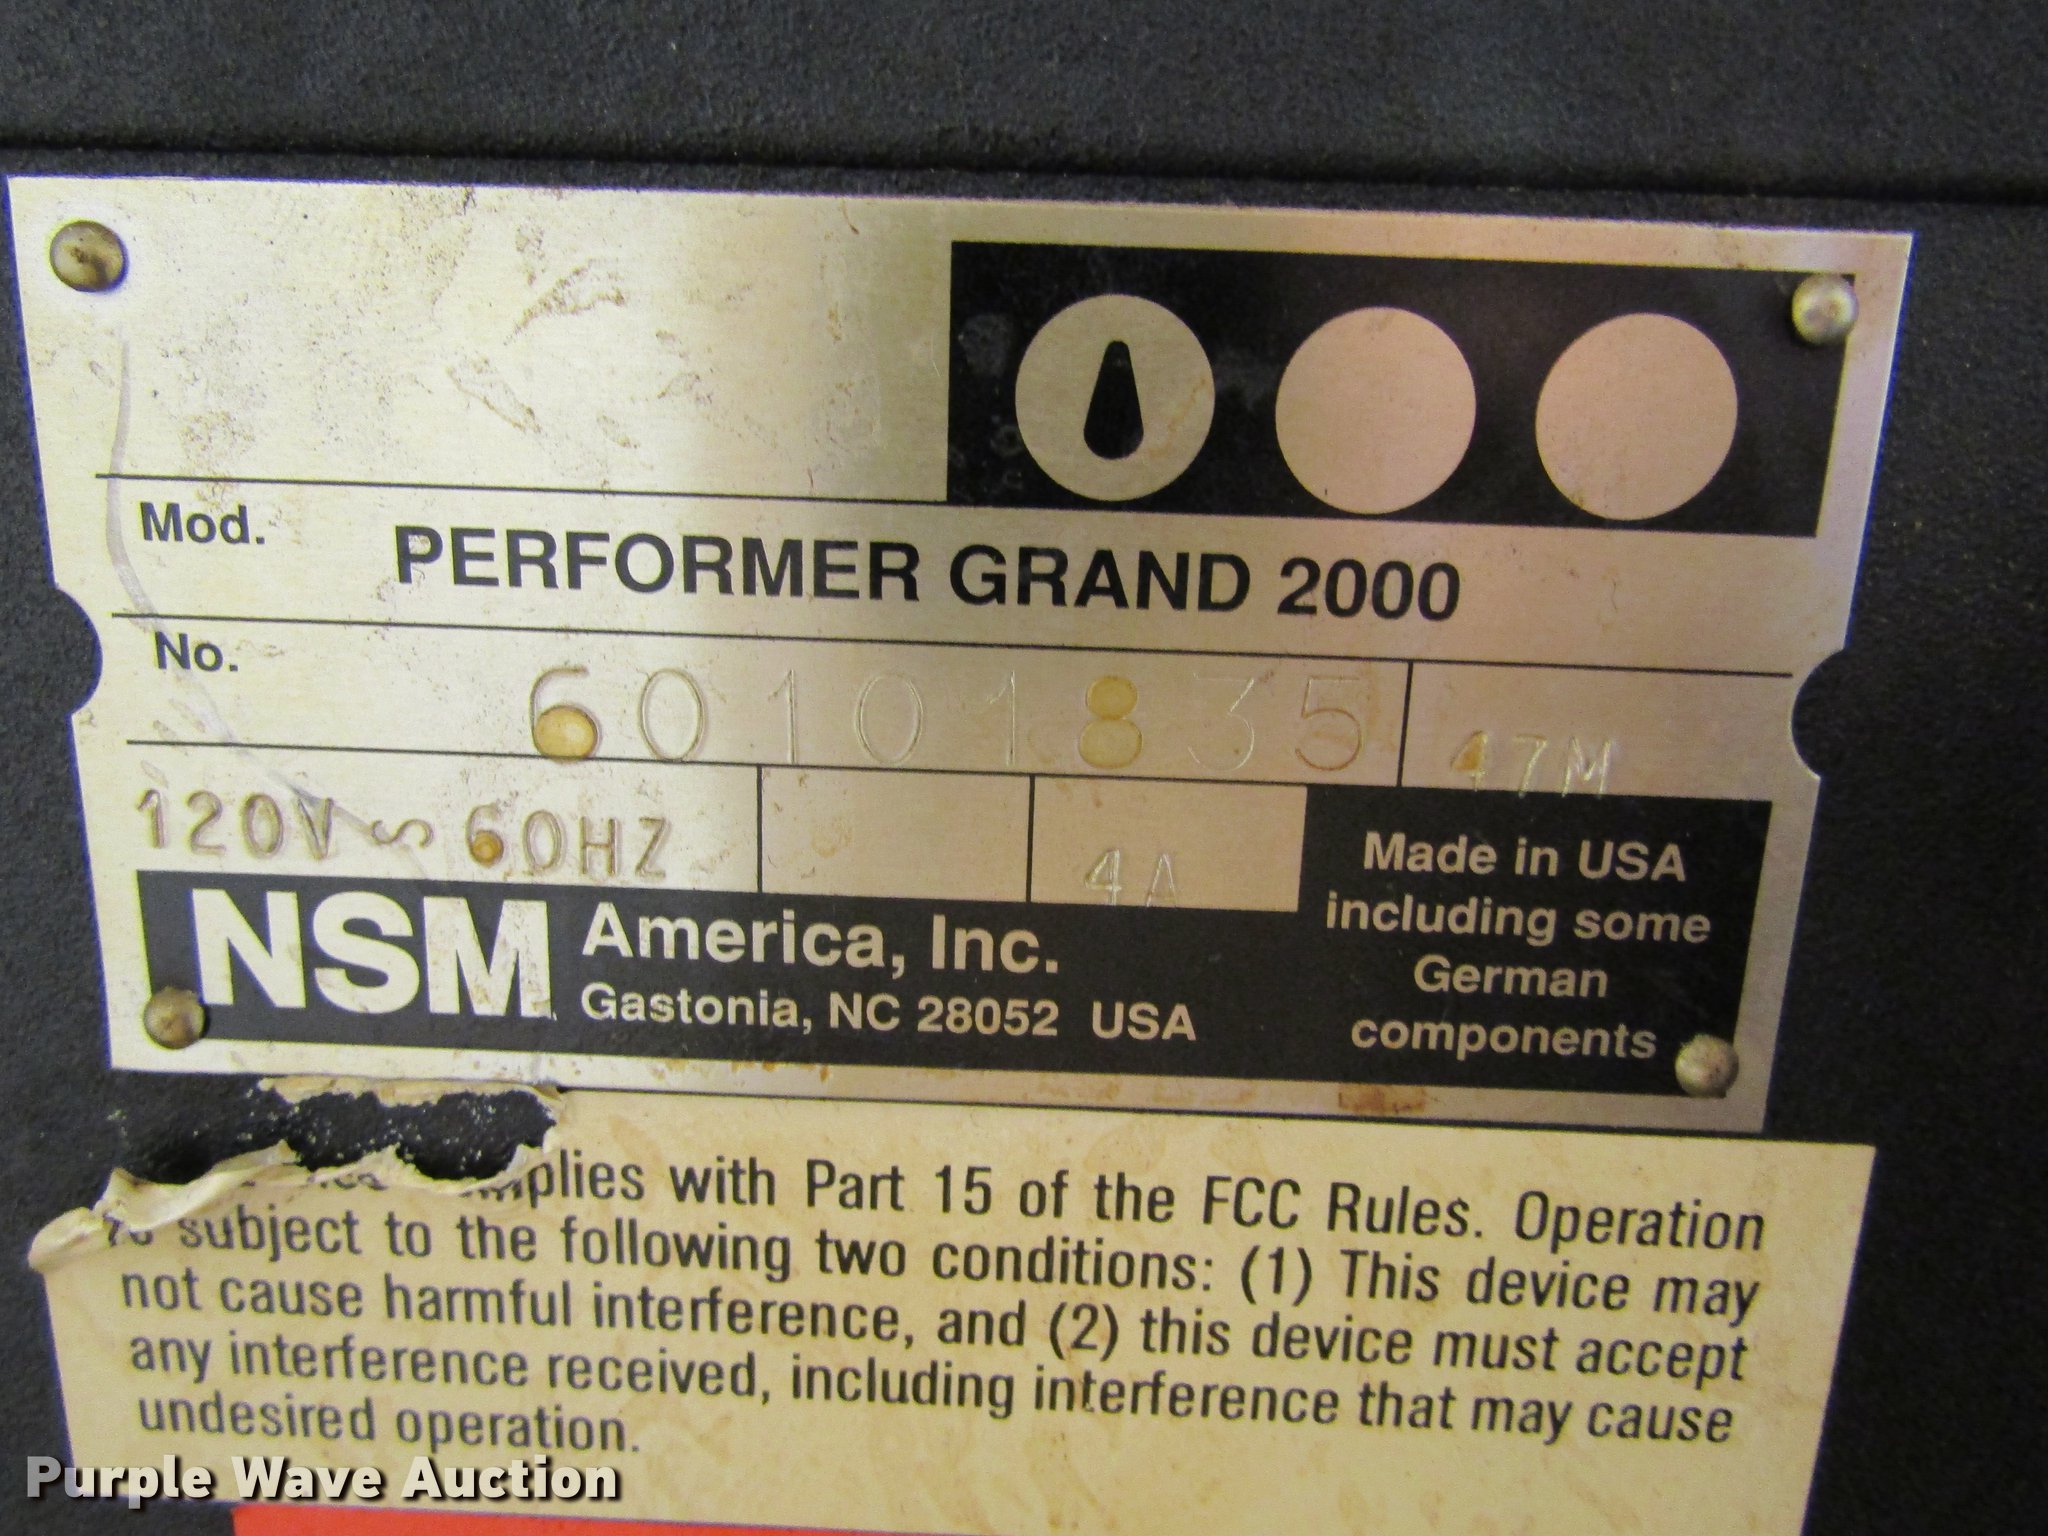 Mod. PERFORMER GRAND 2000
No. 60101835 47M
120V ~ 60HZ 4A
NSM America, Inc.
Gastonia, NC 28052 USA
Made in USA
including some
German
components
with Part 15 of the FCC Rules. Operation
subject to the following two conditions: (1) This device may
not cause harmful interference, and (2) this device must accept
any interference received, including interference that may cause
undesired operation.
Purple Wave Auction